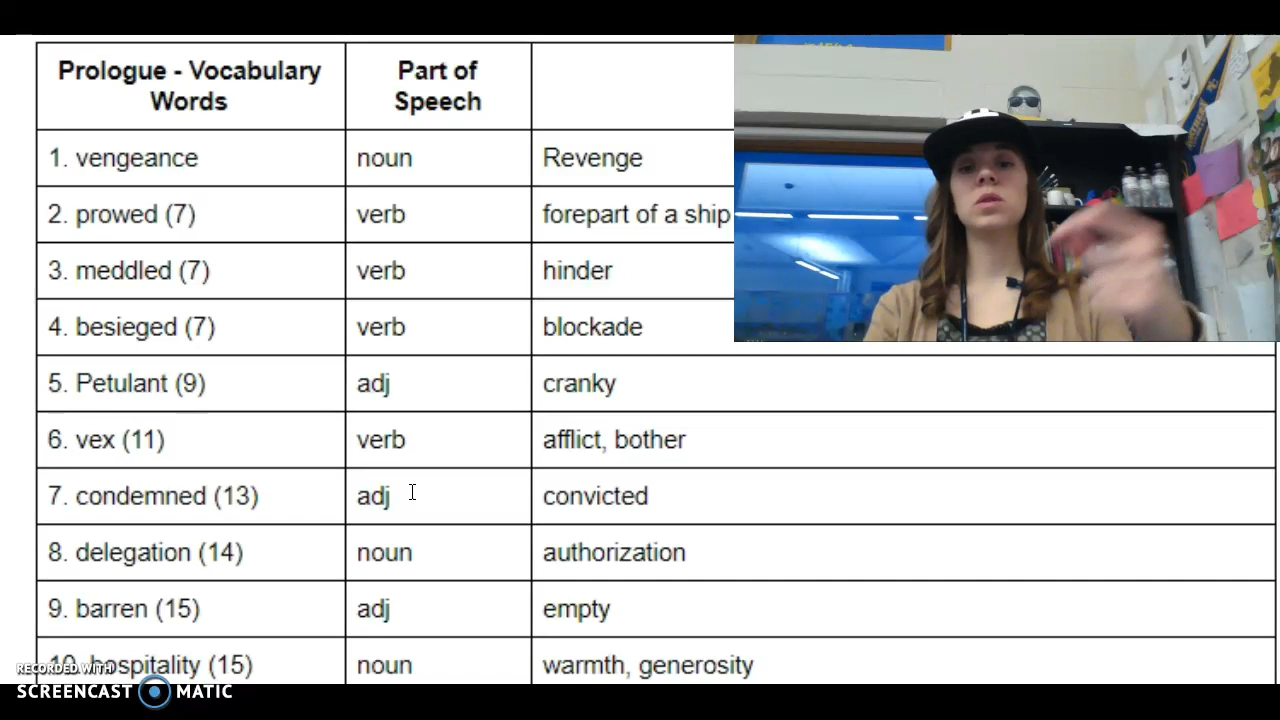 Prologue - Vocabulary
Words
Part of
Speech
1. vengeance
noun
Revenge
2. prowed (7)
verb
forepart of a ship
3. meddled (7)
verb
hinder
4. besieged (7)
verb
blockade
5. Petulant (9)
adj
cranky
6. vex (11)
verb
afflict, bother
7. condemned (13)
adj
convicted
8. delegation (14)
noun
authorization
9. barren (15)
adj
empty
10. hospitality (15)
noun
warmth, generosity
RECORDED WITH
SCREENCAST MATIC